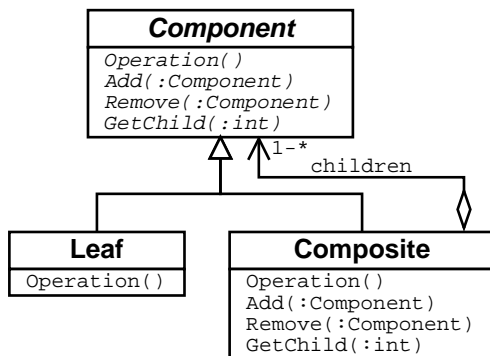 Component
Operation()
Add(:Component)
Remove(:Component)
GetChild(:int)
1-*
children
Leaf
Operation()
Composite
Operation()
Add(:Component)
Remove(:Component)
GetChild(:int)